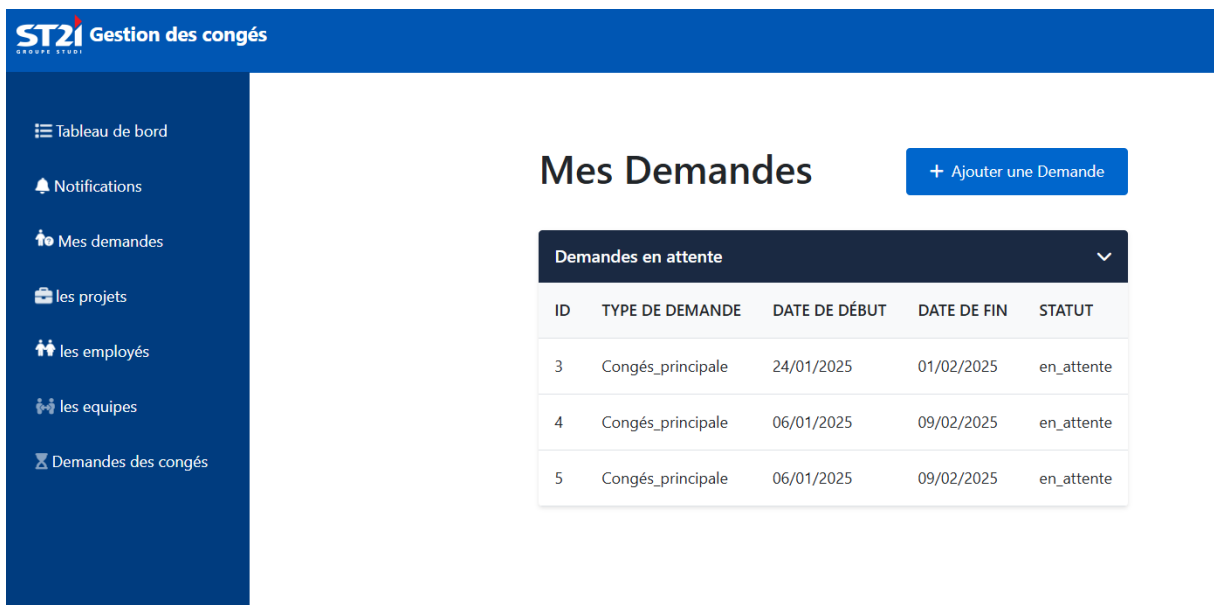 ST2i Gestion des congés
GROUPE STUDI
Tableau de bord
Notifications
Mes demandes
les projets
les employés
les equipes
Demandes des congés
Mes Demandes
+ Ajouter une Demande
Demandes en attente
ID TYPE DE DEMANDE DATE DE DÉBUT DATE DE FIN STATUT
3 Congés_principale 24/01/2025 01/02/2025 en_attente
4 Congés_principale 06/01/2025 09/02/2025 en_attente
5 Congés_principale 06/01/2025 09/02/2025 en_attente